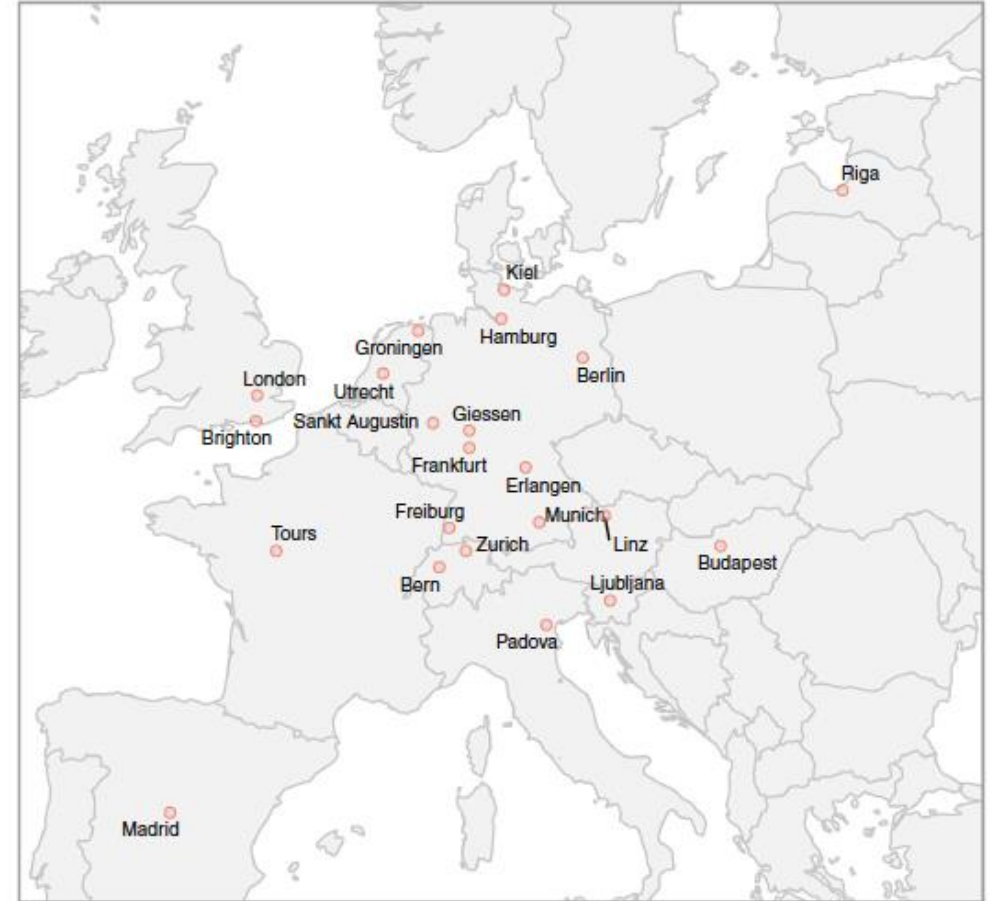 Riga
Kiel
Hamburg
Groningen
Berlin
London
Utrecht
Brighton
Sankt Augustin
Giessen
Frankfurt
Erlangen
Freiburg
Munich
Tours
Zurich
Linz
Budapest
Bern
Ljubljana
Padova
Madrid